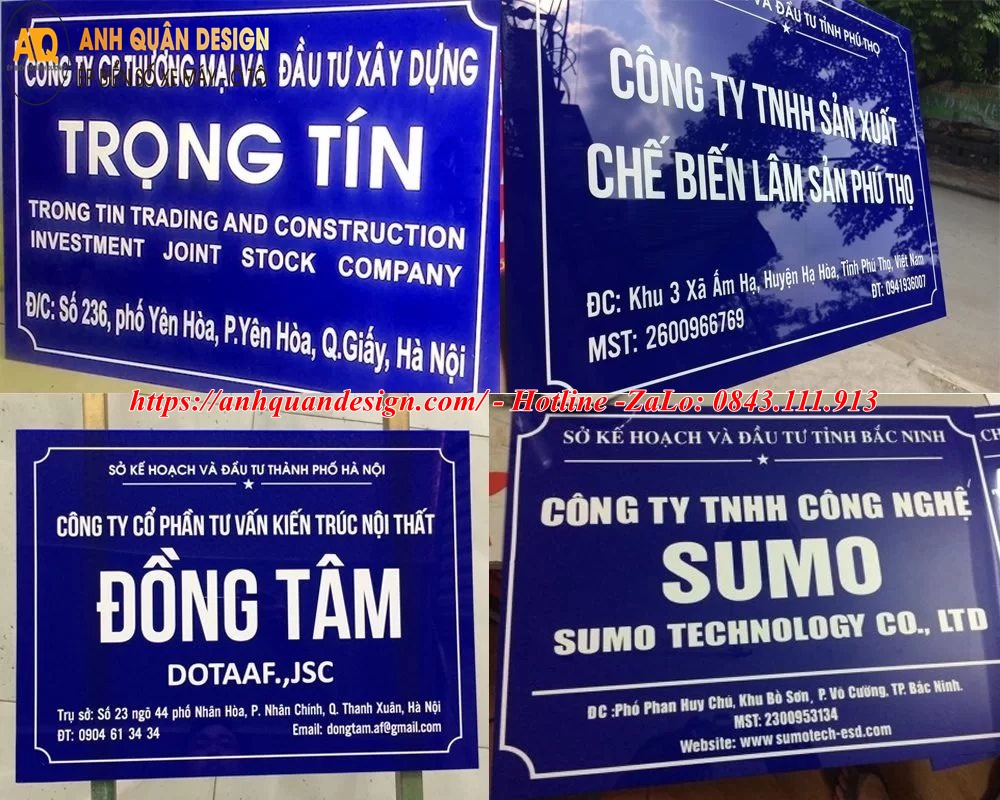 AQ ANH QUÂN DESIGN
CÔNG TY CP THƯƠNG MẠI VÀ ĐẦU TƯ XÂY DỰNG
TRỌNG TÍN
TRONG TIN TRADING AND CONSTRUCTION
INVESTMENT JOINT STOCK COMPANY
Đ/C: Số 236, phố Yên Hòa, P.Yên Hòa, Q.Giấy, Hà Nội
VÀ ĐẦU TƯ TỈNH PHÚ THỌ
CÔNG TY TNHH SẢN XUẤT
CHẾ BIẾN LÂM SẢN PHÚ THỌ
ĐC: Khu 3 Xã Ấm Hạ, Huyện Hạ Hòa, Tỉnh Phú Thọ, Việt Nam
MST: 2600966769 ĐT: 0941936007
https://anhquandesign.com/ - Hotline -ZaLo: 0843.111.913
SỞ KẾ HOẠCH VÀ ĐẦU TƯ THÀNH PHỐ HÀ NỘI
CÔNG TY CỔ PHẦN TƯ VẤN KIẾN TRÚC NỘI THẤT
ĐỒNG TÂM
DOTAAF.,JSC
Trụ sở: Số 23 ngõ 44 phố Nhân Hòa, P. Nhân Chính, Q. Thanh Xuân, Hà Nội
ĐT: 0904 61 34 34 Email: dongtam.af@gmail.com
SỞ KẾ HOẠCH VÀ ĐẦU TƯ TỈNH BẮC NINH
CÔNG TY TNHH CÔNG NGHỆ
SUMO
SUMO TECHNOLOGY CO., LTD
ĐC :Phó Phan Huy Chú, Khu Bò Sơn, P. Võ Cường, TP. Bắc Ninh.
MST: 2300953134
Website: www.sumotech-esd.com
CH